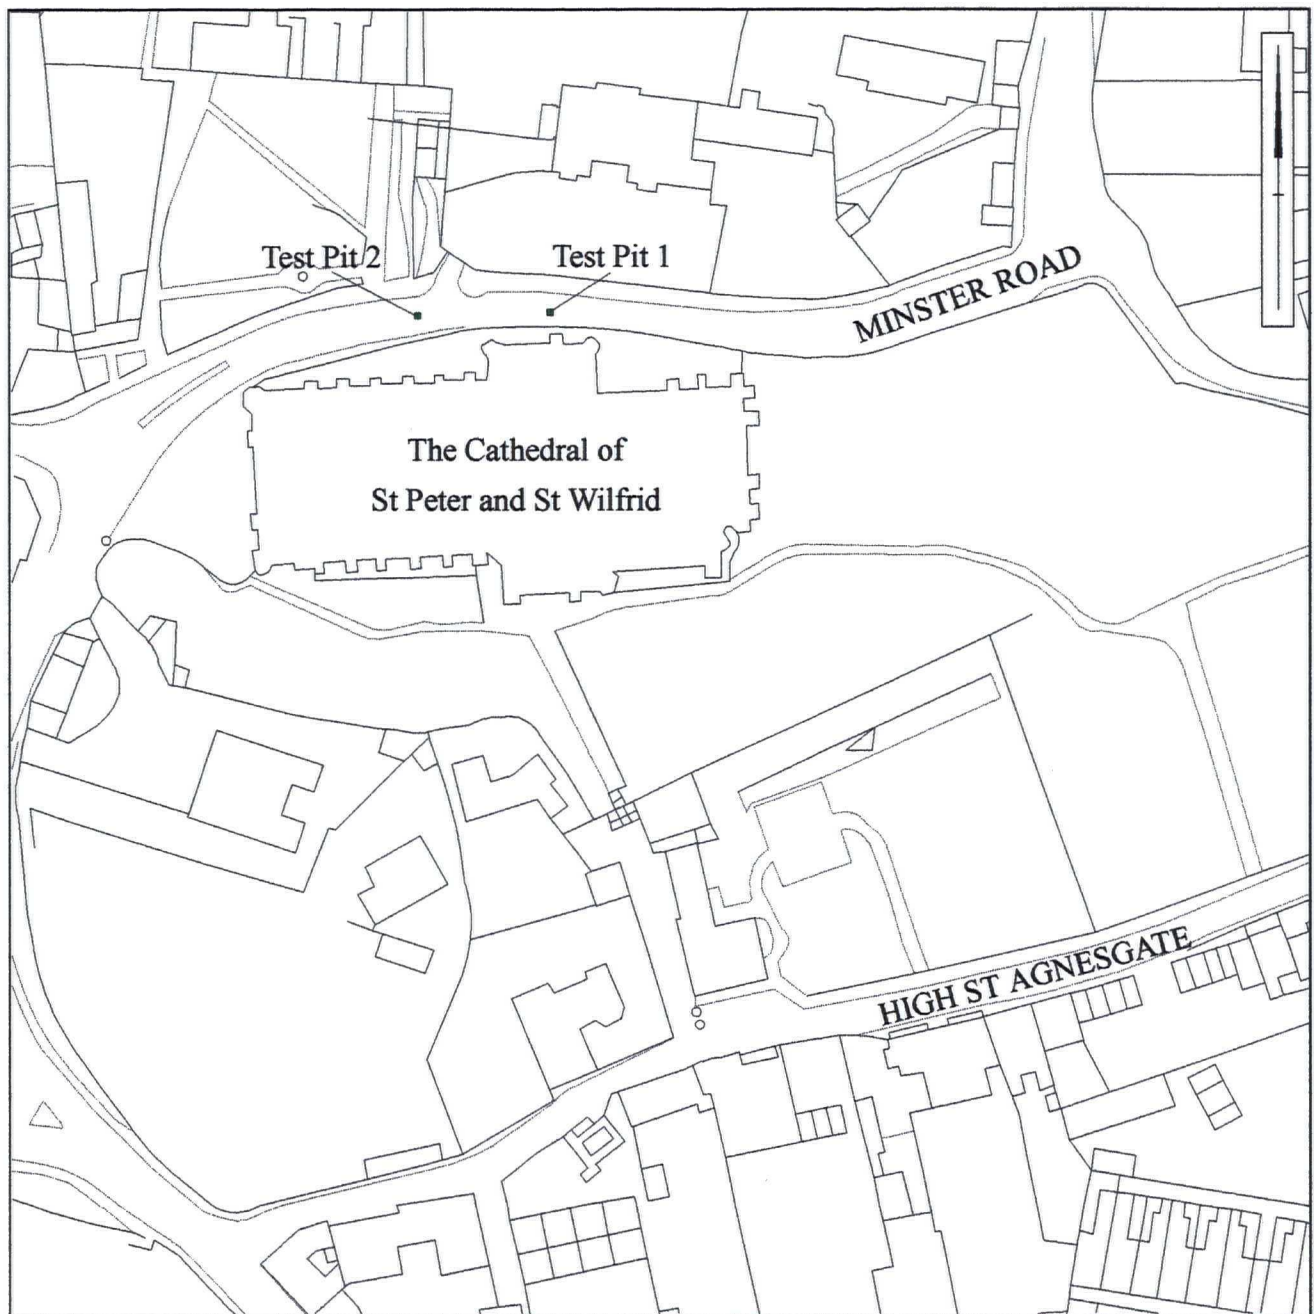 Test Pit 2
Test Pit 1
MINSTER ROAD
The Cathedral of
St Peter and St Wilfrid
HIGH ST AGNESGATE